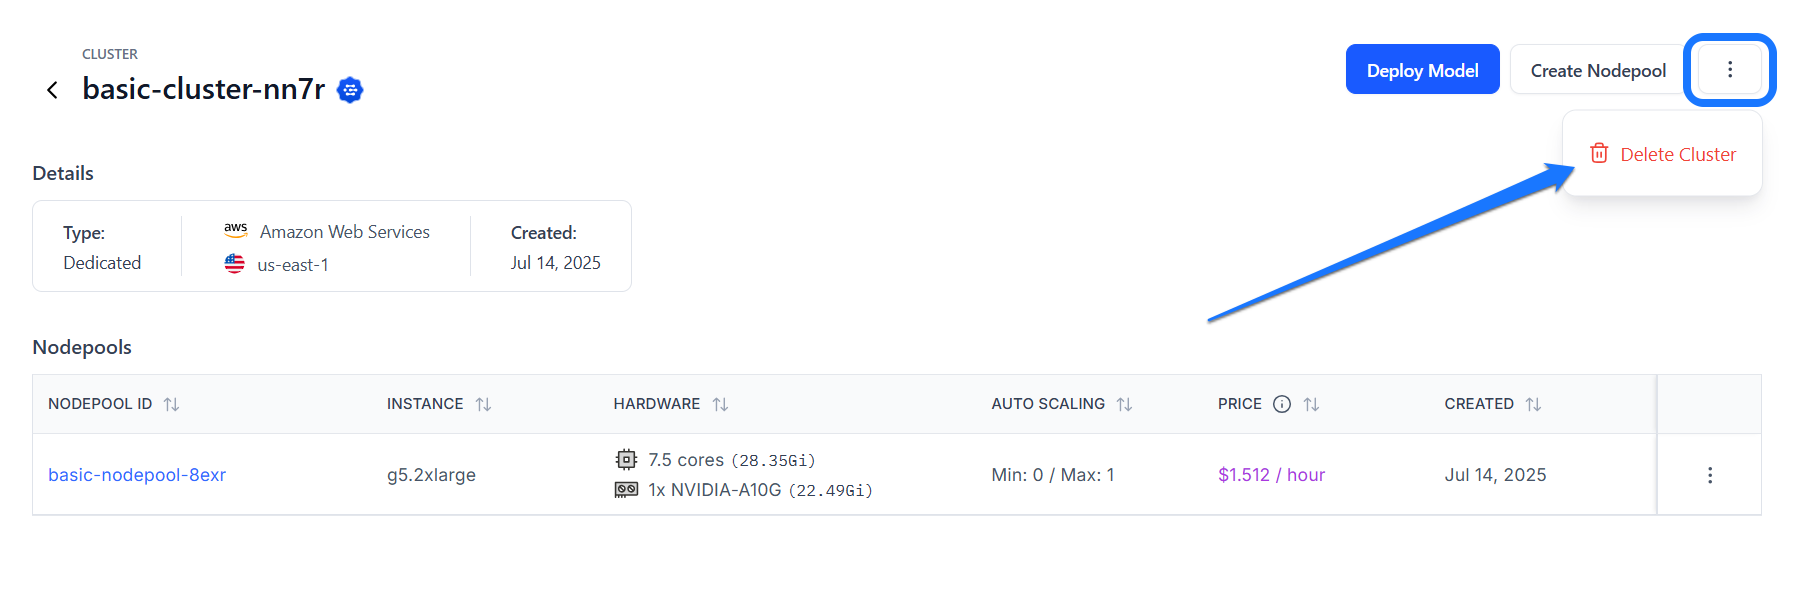 CLUSTER
basic-cluster-nn7r
Deploy Model
Create Nodepool
Delete Cluster
Details
Type:
Dedicated
aws Amazon Web Services
us-east-1
Created:
Jul 14, 2025
Nodepools
NODEPOOL ID INSTANCE HARDWARE AUTO SCALING PRICE CREATED
basic-nodepool-8exr g5.2xlarge 7.5 cores (28.35Gi) Min: 0 / Max: 1 $1.512 / hour Jul 14, 2025
1x NVIDIA-A10G (22.49Gi)